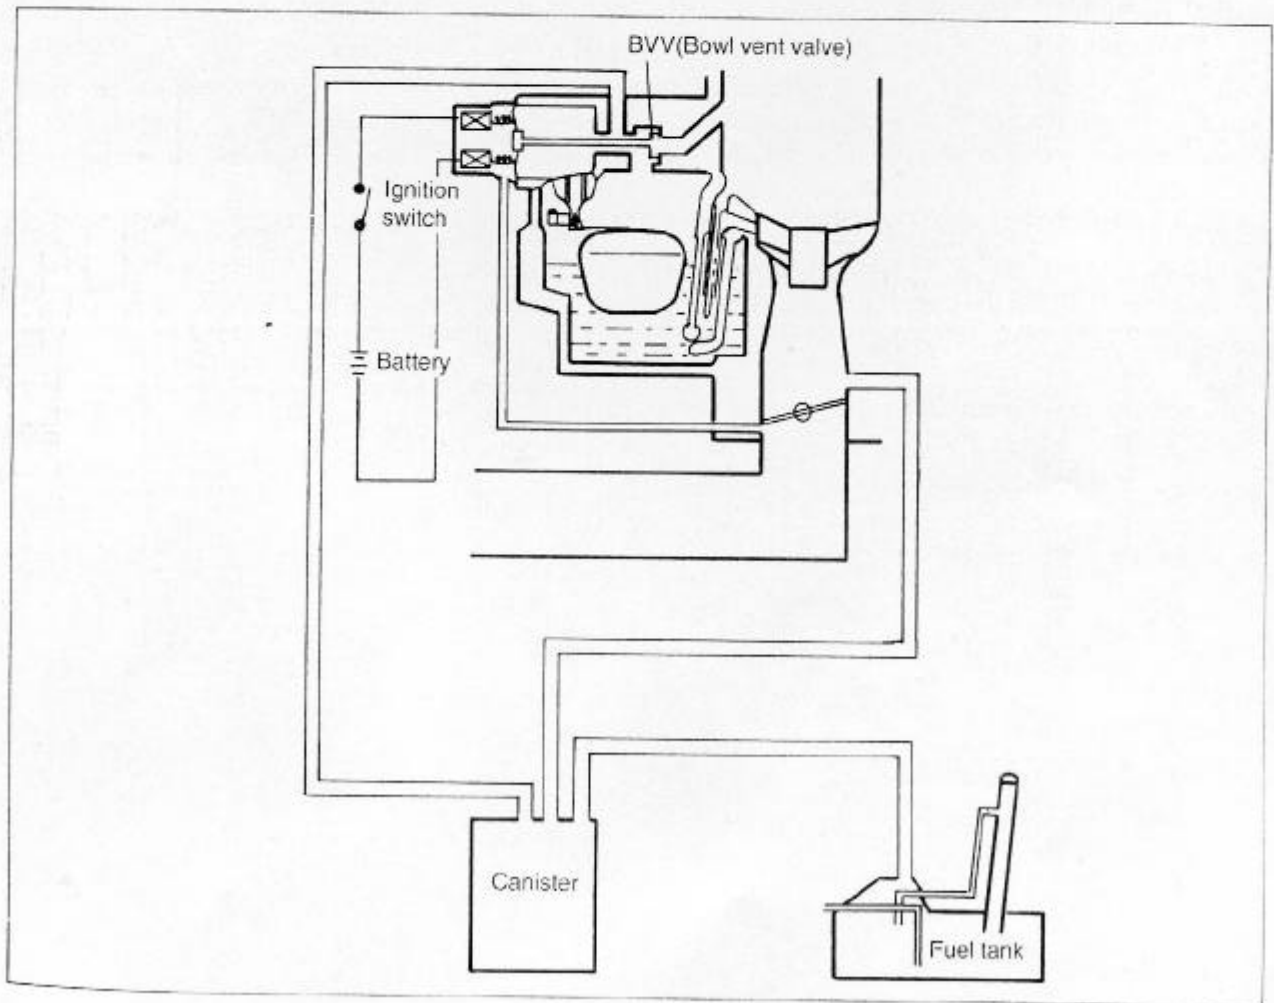 BVV(Bowl vent valve)
Ignition
switch
Battery
Canister
Fuel tank